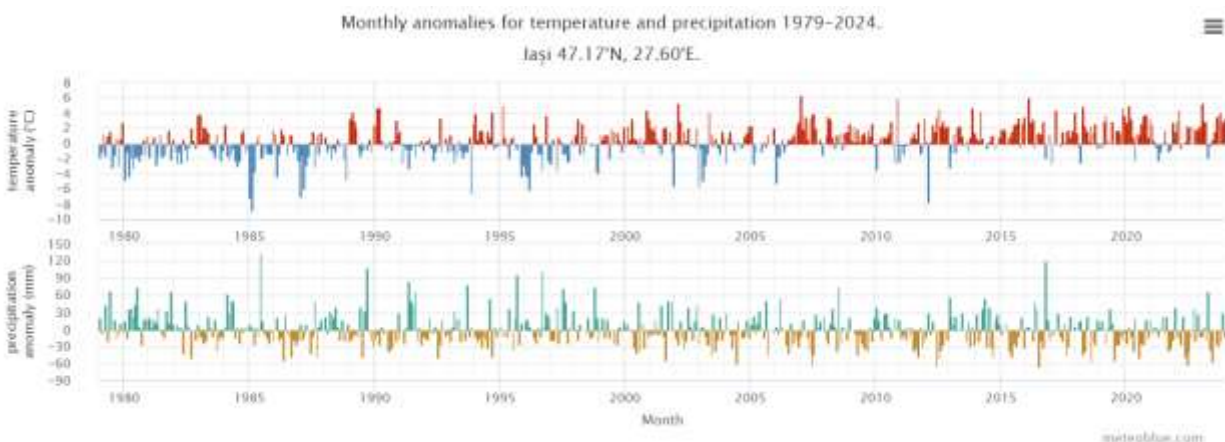 Monthly anomalies for temperature and precipitation 1979-2024.
Iași 47.17°N, 27.60°E.
temperature
anomaly (°C)
8
6
4
2
0
-2
-4
-6
-8
-10
1980 1985 1990 1995 2000 2005 2010 2015 2020
precipitation
anomaly (mm)
150
120
90
60
30
0
-30
-60
-90
1980 1985 1990 1995 2000 2005 2010 2015 2020
Month
meteoblue.com